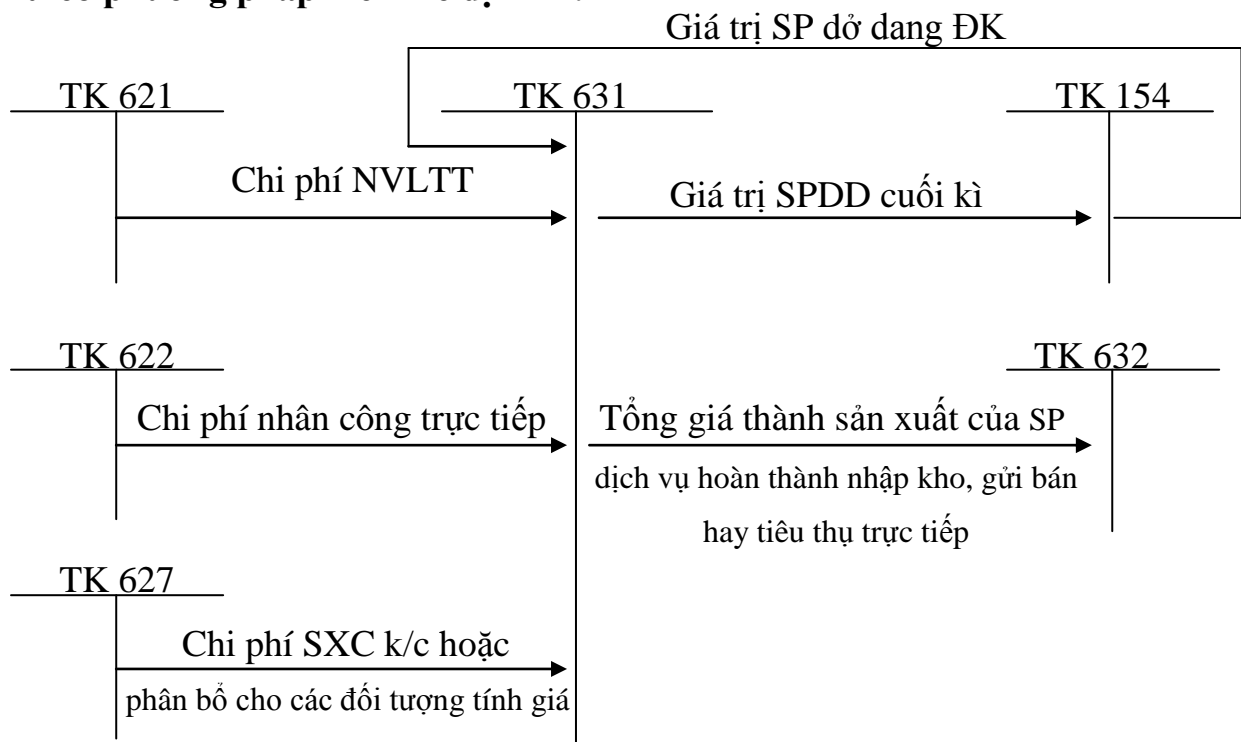 Giá trị SP dở dang ĐK
TK 621
TK 631
TK 154
Chi phí NVLTT
Giá trị SPDD cuối kì
TK 622
TK 632
Chi phí nhân công trực tiếp
Tổng giá thành sản xuất của SP
dịch vụ hoàn thành nhập kho, gửi bán
hay tiêu thụ trực tiếp
TK 627
Chi phí SXC k/c hoặc
phân bổ cho các đối tượng tính giá